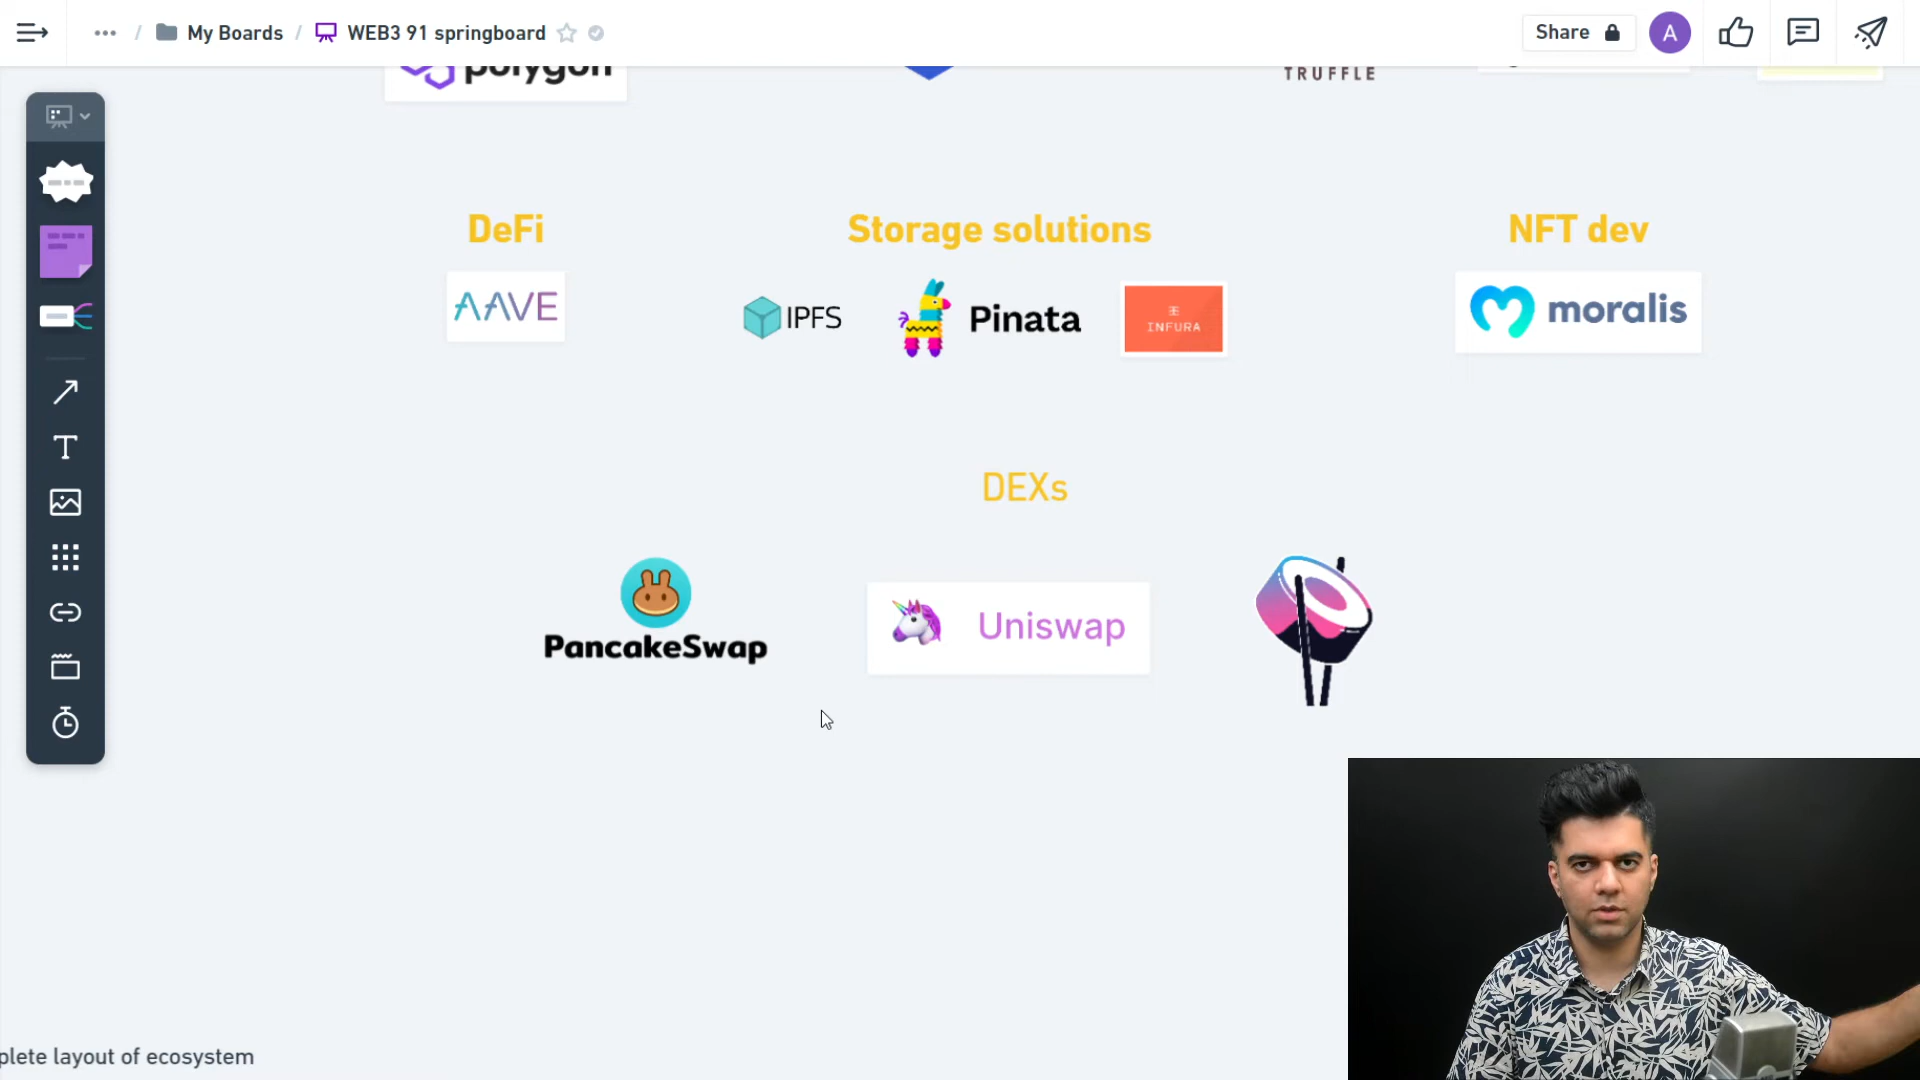 My Boards / WEB3 91 springboard
Share
A
polygon
TRUFFLE
DeFi
Storage solutions
NFT dev
AAVE
IPFS
Pinata
INFURA
moralis
DEXs
PancakeSwap
Uniswap
plete layout of ecosystem